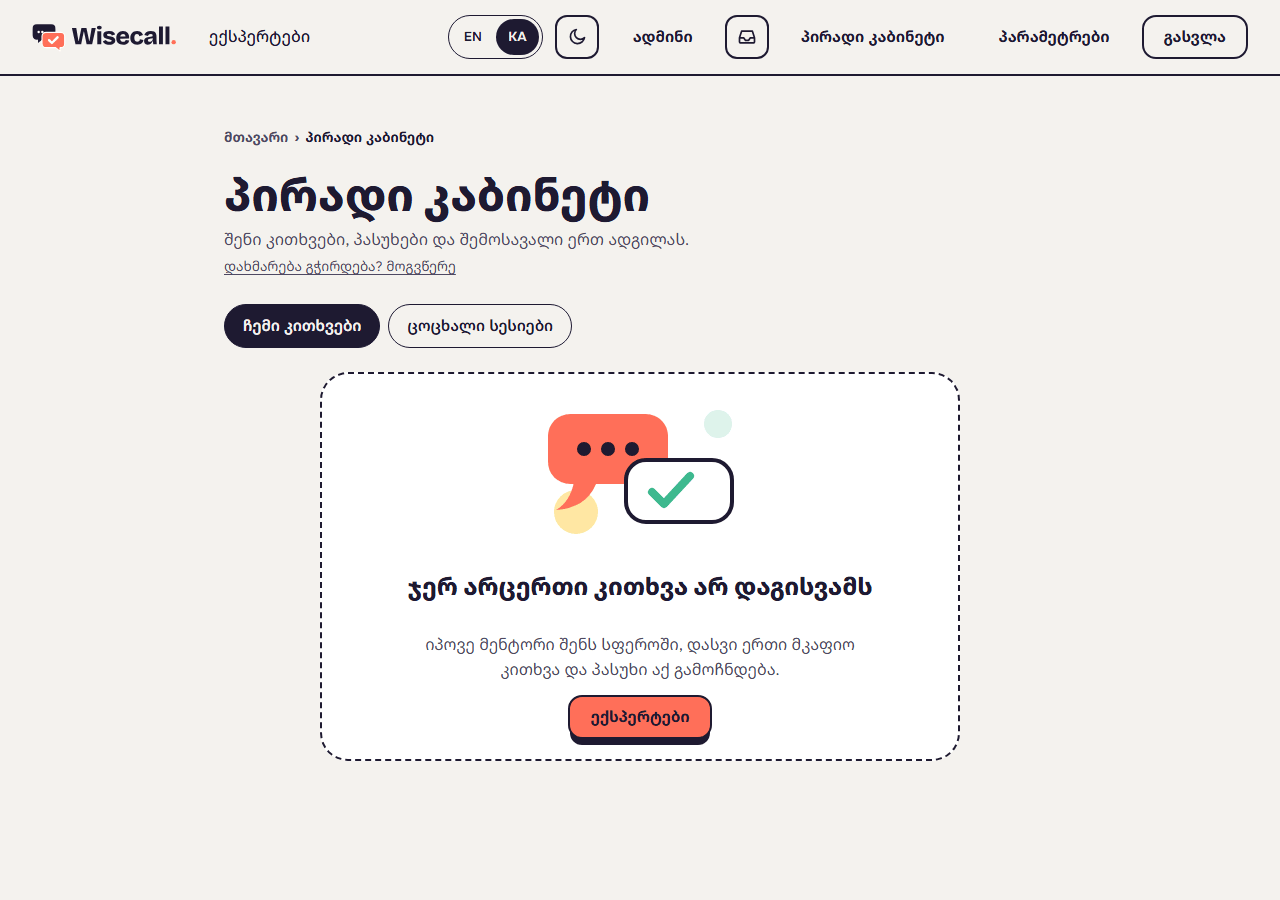 Wisecall.
ექსპერტები
EN
KA
ადმინი
პირადი კაბინეტი
პარამეტრები
გასვლა
მთავარი › პირადი კაბინეტი
პირადი კაბინეტი
შენი კითხვები, პასუხები და შემოსავალი ერთ ადგილას.
დახმარება გჭირდება? მოგვწერე
ჩემი კითხვები
ცოცხალი სესიები
ჯერ არცერთი კითხვა არ დაგისვამს
იპოვე მენტორი შენს სფეროში, დასვი ერთი მკაფიო
კითხვა და პასუხი აქ გამოჩნდება.
ექსპერტები